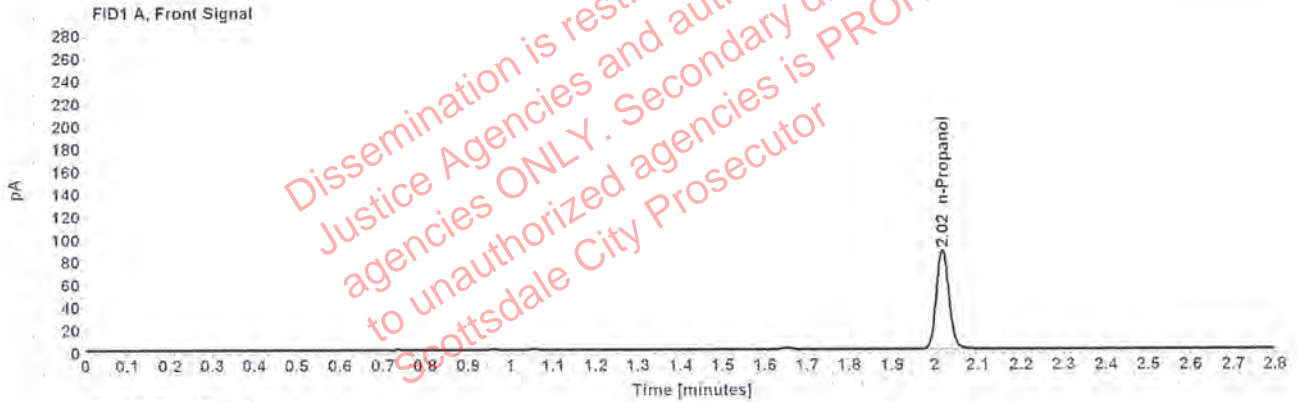 FID1 A, Front Signal
280
260
240
220
200
180
160
140
120
100
80
60
40
20
0
pA
2.02 n-Propanol
0 0.1 0.2 0.3 0.4 0.5 0.6 0.7 0.8 0.9 1 1.1 1.2 1.3 1.4 1.5 1.6 1.7 1.8 1.9 2 2.1 2.2 2.3 2.4 2.5 2.6 2.7 2.8
Time [minutes]
Dissemination is
Justice Agencies and
agencies ONLY. Secondary
to unauthorized agencies is
Scottsdale City Prosecutor